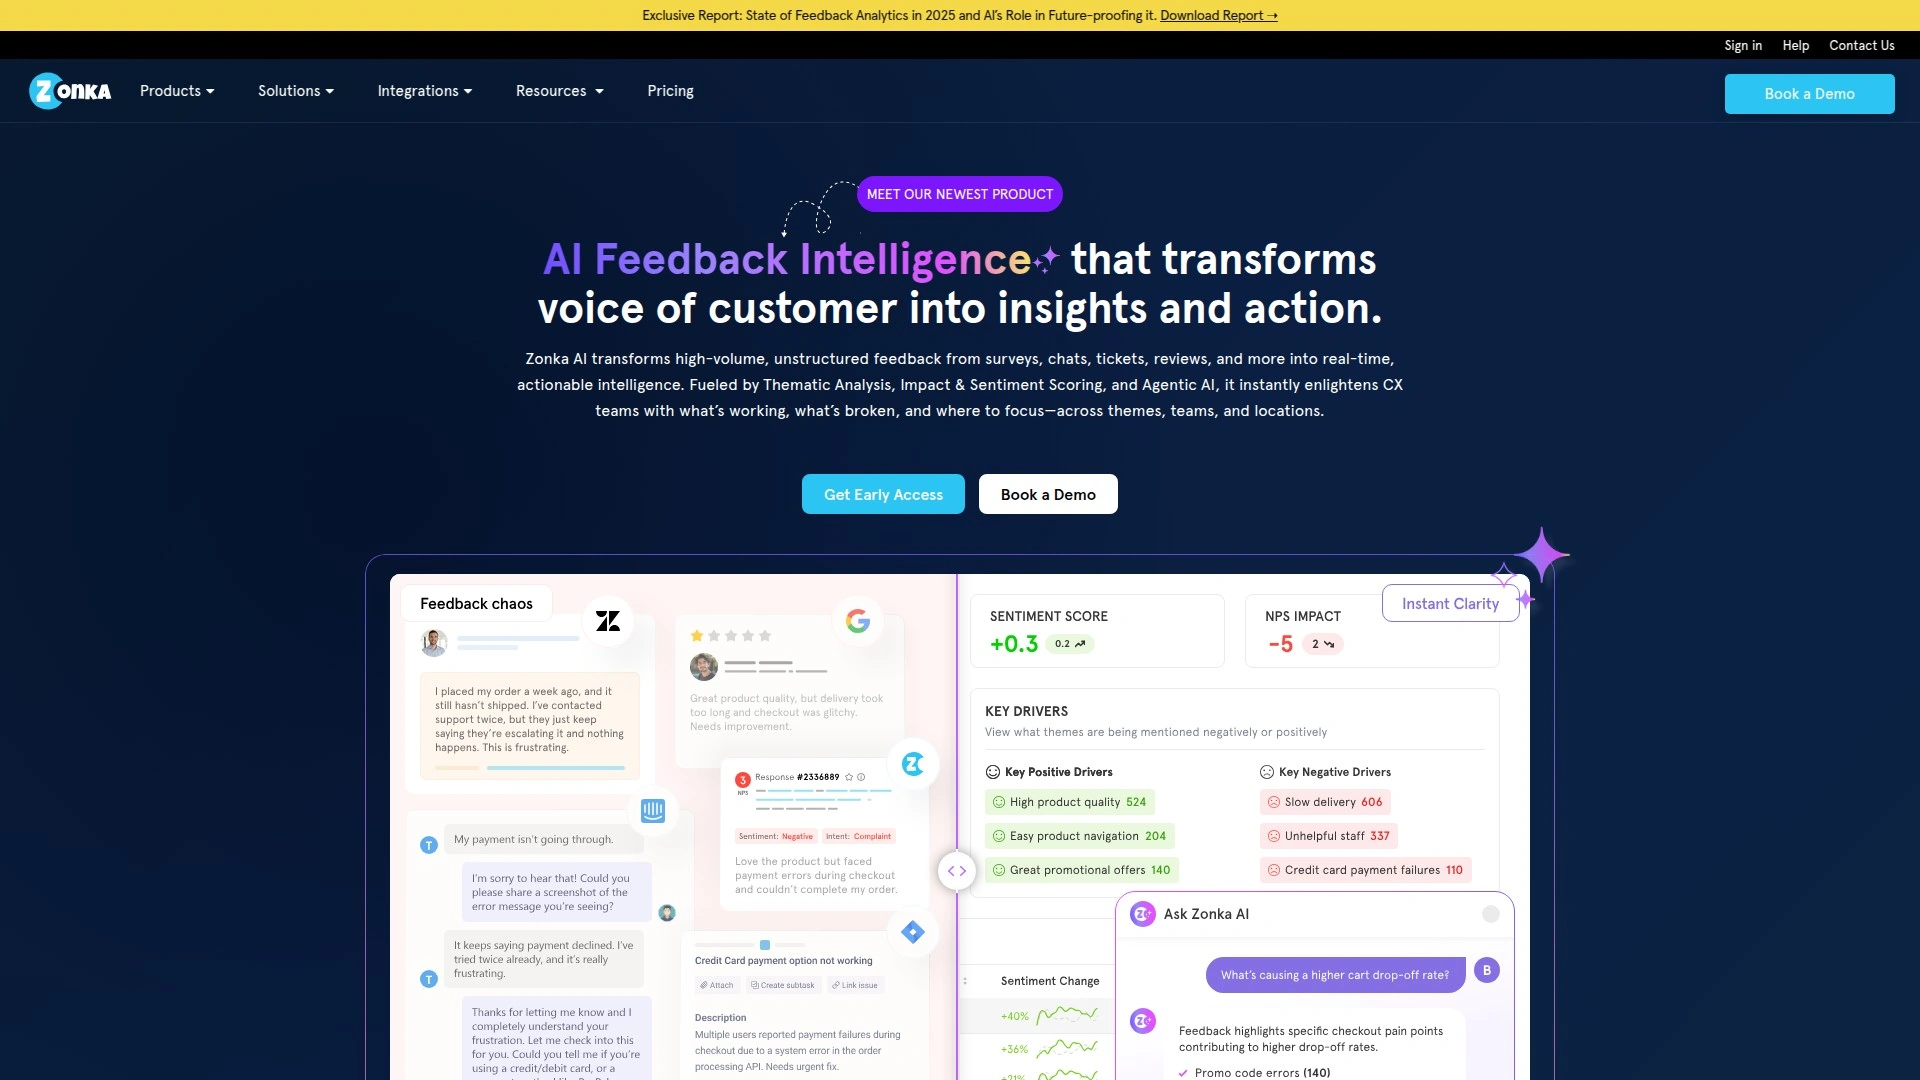 Exclusive Report: State of Feedback Analytics in 2025 and AI's Role in Future-proofing it. Download Report →
Sign in Help Contact Us
ZONKA Products Solutions Integrations Resources Pricing Book a Demo
MEET OUR NEWEST PRODUCT
AI Feedback Intelligence that transforms
voice of customer into insights and action.
Zonka AI transforms high-volume, unstructured feedback from surveys, chats, tickets, reviews, and more into real-time,
actionable intelligence. Fueled by Thematic Analysis, Impact & Sentiment Scoring, and Agentic AI, it instantly enlightens CX
teams with what's working, what's broken, and where to focus—across themes, teams, and locations.
Get Early Access Book a Demo
Feedback chaos
I placed my order a week ago, and it
still hasn't shipped. I've contacted
support twice, but they just keep
saying they're escalating it and nothing
happens. This is frustrating.
Great product quality, but delivery took
too long and checkout was glitchy.
Needs improvement.
3 NPS Response #2336889
Sentiment: Negative Intent: Complaint
Love the product but faced
payment errors during checkout
and couldn't complete my order.
T My payment isn't going through.
I'm sorry to hear that! Could you
please share a screenshot of the
error message you're seeing?
It keeps saying payment declined. I've
tried twice already, and it's really
T frustrating.
Thanks for letting me know and I
completely understand your
frustration. Let me check into this
for you. Could you tell me if you're
using a credit/debit card, or a
Credit Card payment option not working
Attach Create subtask Link issue
Description
Multiple users reported payment failures during
checkout due to a system error in the order
processing API. Needs urgent fix.
Instant Clarity
SENTIMENT SCORE
+0.3 0.2
NPS IMPACT
-5 2
KEY DRIVERS
View what themes are being mentioned negatively or positively
Key Positive Drivers
High product quality 524
Easy product navigation 204
Great promotional offers 140
Key Negative Drivers
Slow delivery 606
Unhelpful staff 337
Credit card payment failures 110
Sentiment Change
+40%
+36%
+21%
Ask Zonka AI
What's causing a higher cart drop-off rate? B
Feedback highlights specific checkout pain points
contributing to higher drop-off rates.
Promo code errors (140)